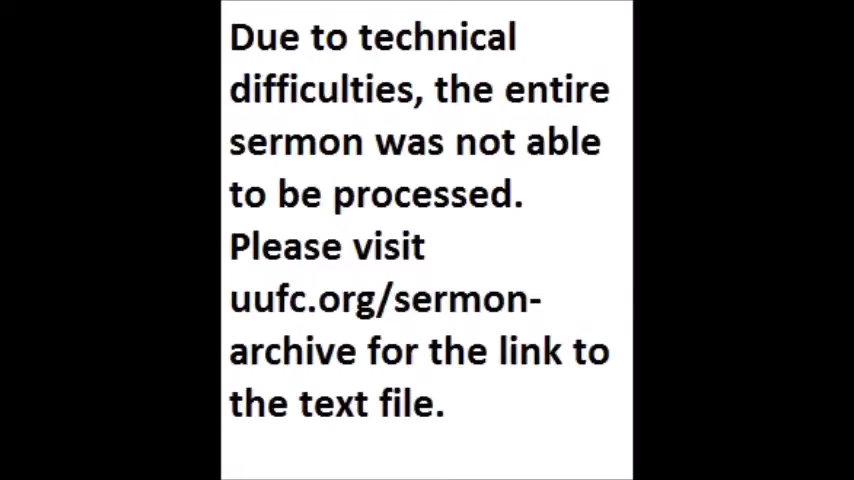 Due to technical
difficulties, the entire
sermon was not able
to be processed.
Please visit
uufc.org/sermon-
archive for the link to
the text file.